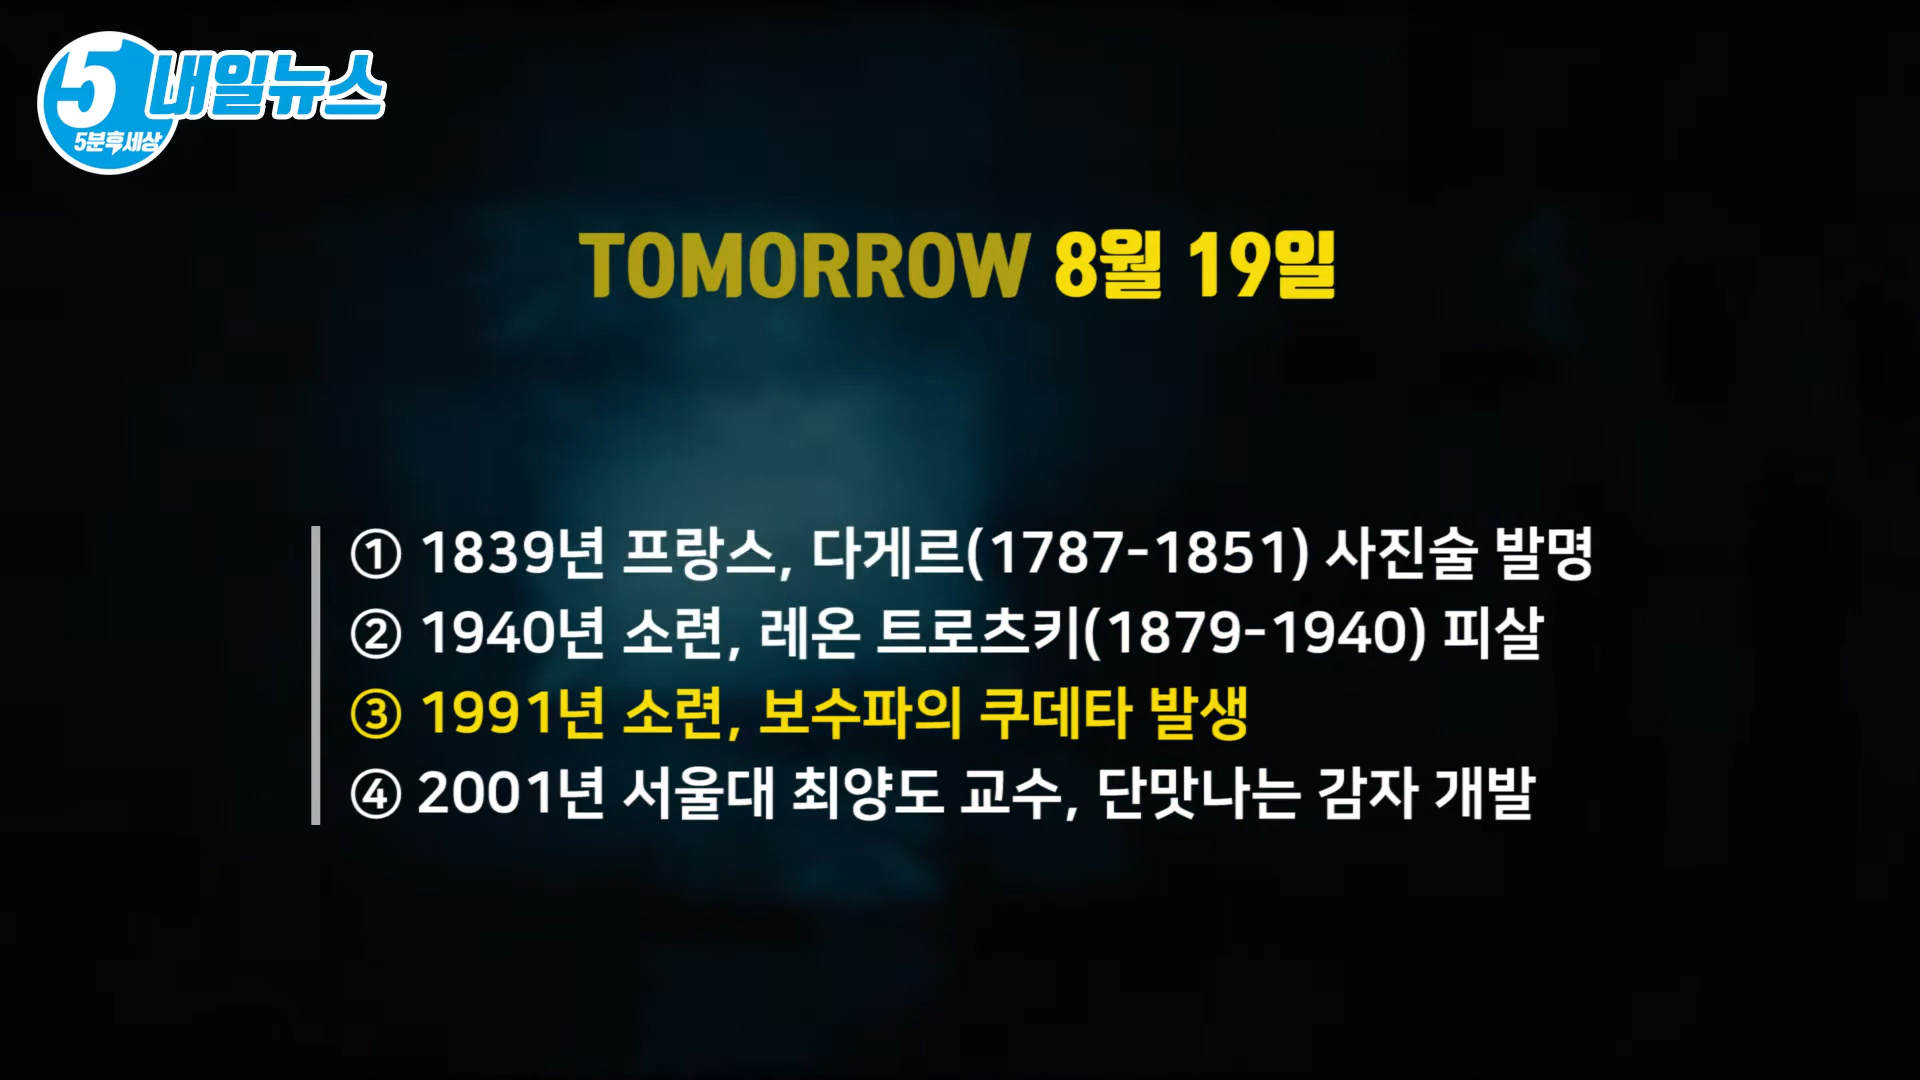 5 내일뉴스
5분후세상
TOMORROW 8월 19일
① 1839년 프랑스, 다게르(1787-1851) 사진술 발명
② 1940년 소련, 레온 트로츠키(1879-1940) 피살
③ 1991년 소련, 보수파의 쿠데타 발생
④ 2001년 서울대 최양도 교수, 단맛나는 감자 개발